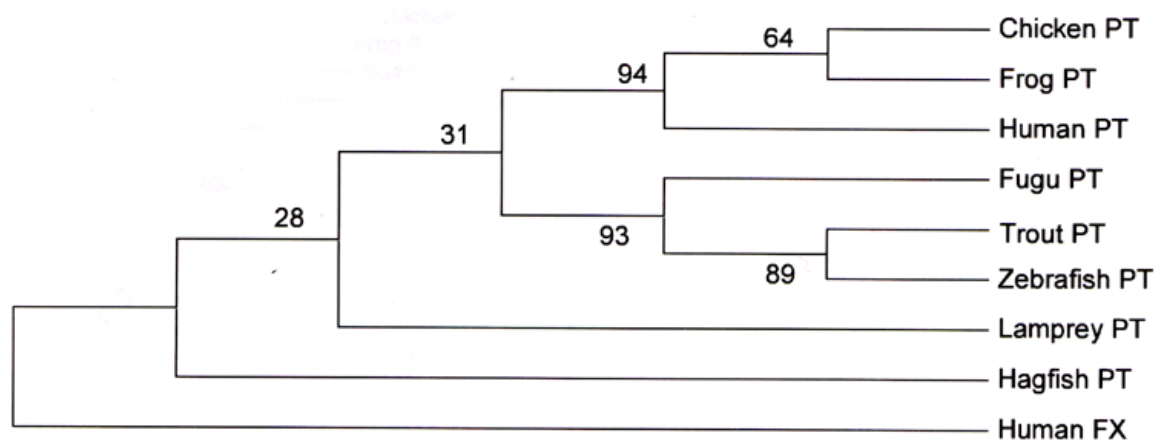 64
Chicken PT
Frog PT
94
Human PT
31
Fugu PT
28
93
Trout PT
89
Zebrafish PT
Lamprey PT
Hagfish PT
Human FX